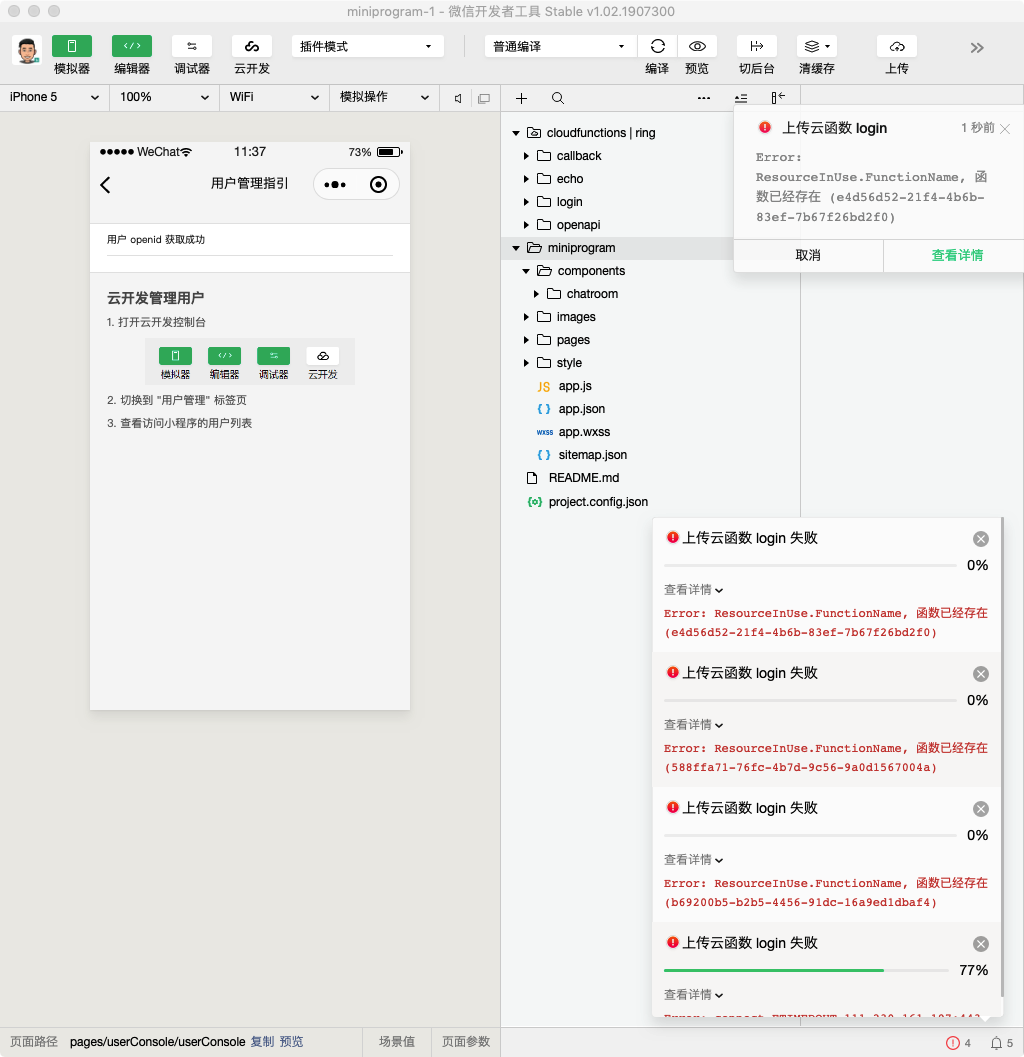 miniprogram-1 - 微信开发者工具 Stable v1.02.1907300
模拟器 编辑器 调试器 云开发 插件模式 普通编译 编译 预览 切后台 清缓存 上传
iPhone 5 100% WiFi 模拟操作
WeChat 11:37 73%
用户管理指引
用户 openid 获取成功
云开发管理用户
1. 打开云开发控制台
模拟器 编辑器 调试器 云开发
2. 切换到 "用户管理" 标签页
3. 查看访问小程序的用户列表
cloudfunctions | ring
callback
echo
login
openapi
miniprogram
components
chatroom
images
pages
style
JS app.js
{ } app.json
wxss app.wxss
{ } sitemap.json
README.md
project.config.json
上传云函数 login 1 秒前
Error:
ResourceInUse.FunctionName, 函
数已经存在 (e4d56d52-21f4-4b6b-
83ef-7b67f26bd2f0)
取消 查看详情
上传云函数 login 失败
0%
查看详情
Error: ResourceInUse.FunctionName, 函数已经存在
(e4d56d52-21f4-4b6b-83ef-7b67f26bd2f0)
上传云函数 login 失败
0%
查看详情
Error: ResourceInUse.FunctionName, 函数已经存在
(588ffa71-76fc-4b7d-9c56-9a0d1567004a)
上传云函数 login 失败
0%
查看详情
Error: ResourceInUse.FunctionName, 函数已经存在
(b69200b5-b2b5-4456-91dc-16a9ed1dbaf4)
上传云函数 login 失败
77%
查看详情
页面路径 pages/userConsole/userConsole 复制 预览 场景值 页面参数 4 5